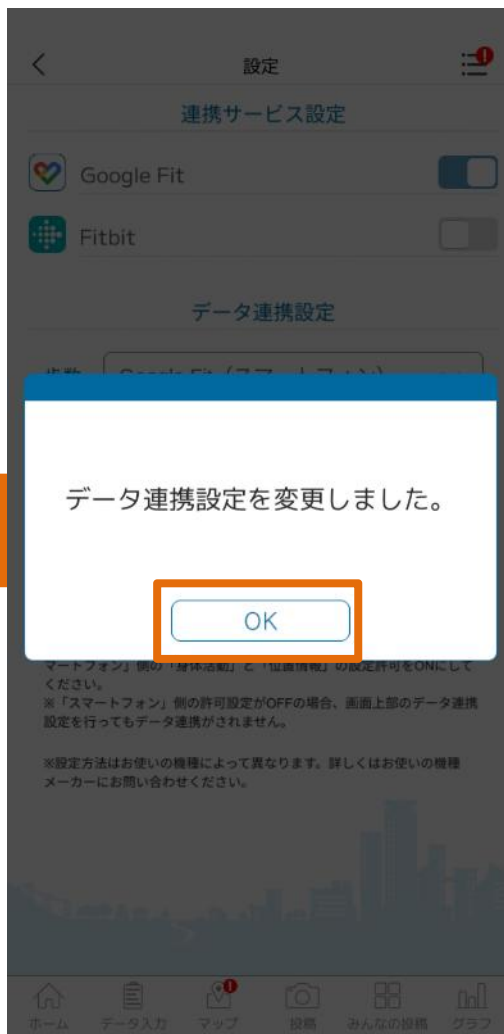 設定
連携サービス設定
Google Fit
Fitbit
データ連携設定
歩数 Google Fit（スマートフォン）
データ連携設定を変更しました。
OK
マートフォン」側の「身体活動」と「位置情報」の設定許可をONにして
ください。
※「スマートフォン」側の許可設定がOFFの場合、画面上部のデータ連携
設定を行ってもデータ連携がされません。
※設定方法はお使いの機種によって異なります。詳しくはお使いの機種
メーカーにお問い合わせください。
ホーム データ入力 マップ 投稿 みんなの投稿 グラフ